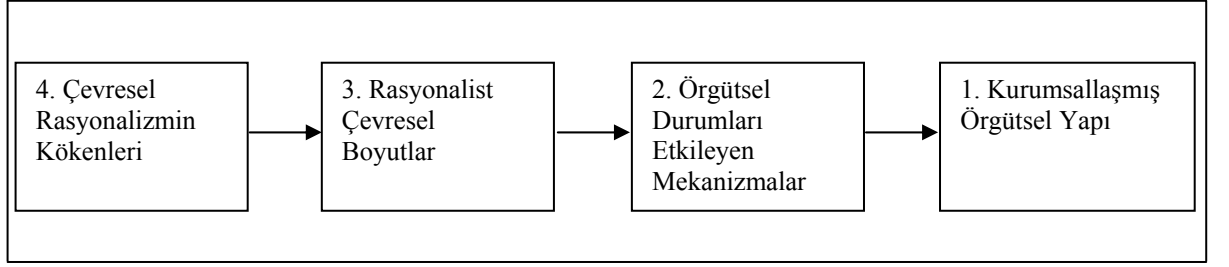 4. Çevresel
Rasyonalizmin
Kökenleri
3. Rasyonalist
Çevresel
Boyutlar
2. Örgütsel
Durumları
Etkileyen
Mekanizmalar
1. Kurumsallaşmış
Örgütsel Yapı